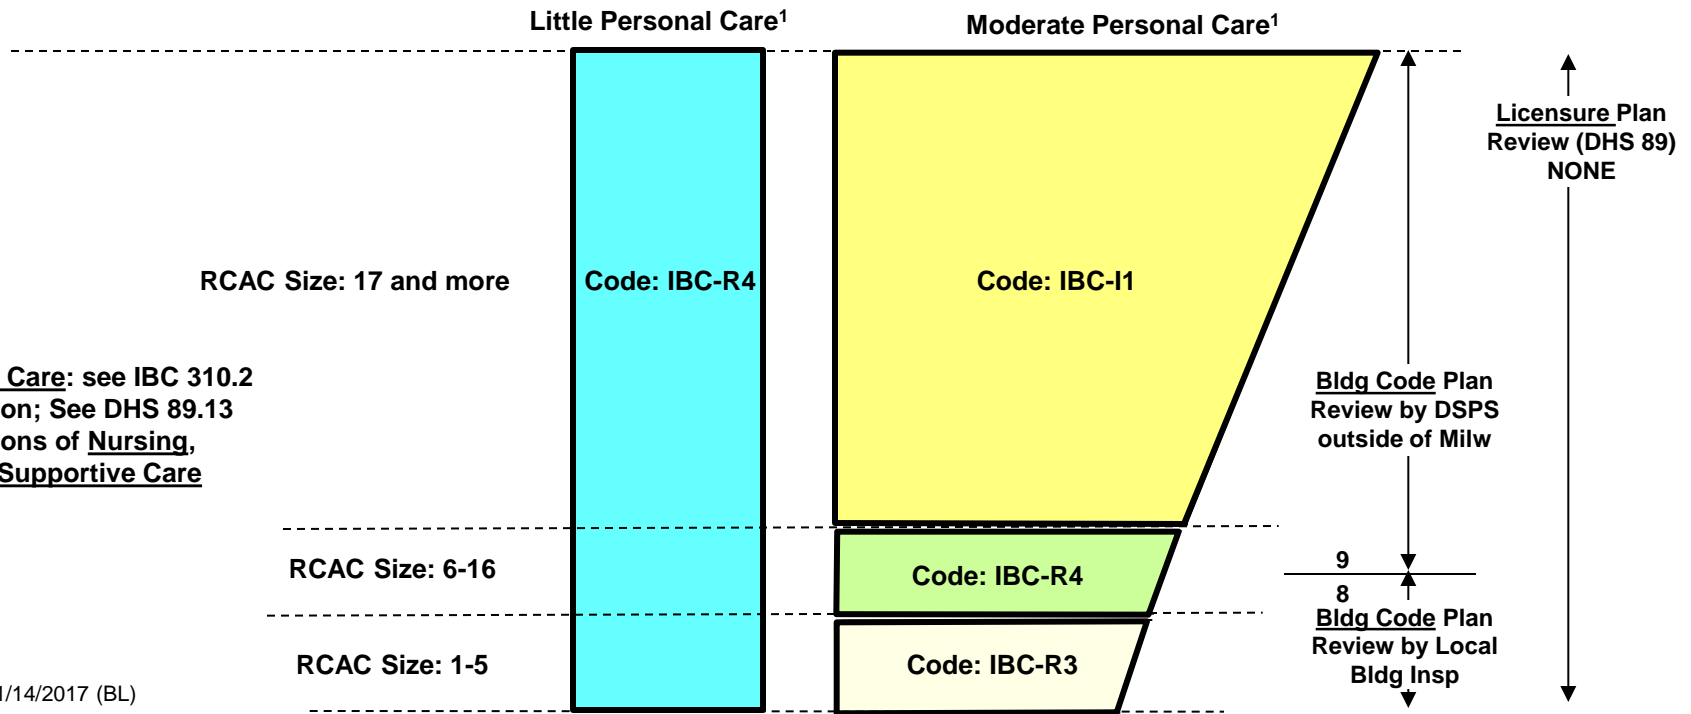 Little Personal Care¹
Moderate Personal Care¹
Licensure Plan
Review (DHS 89)
NONE
RCAC Size: 17 and more
Code: IBC-R4
Code: IBC-I1
Care: see IBC 310.2
on; See DHS 89.13
ons of Nursing,
Supportive Care
Bldg Code Plan
Review by DSPS
outside of Milw
RCAC Size: 6-16
Code: IBC-R4
9
8
Bldg Code Plan
Review by Local
Bldg Insp
RCAC Size: 1-5
Code: IBC-R3
1/14/2017 (BL)